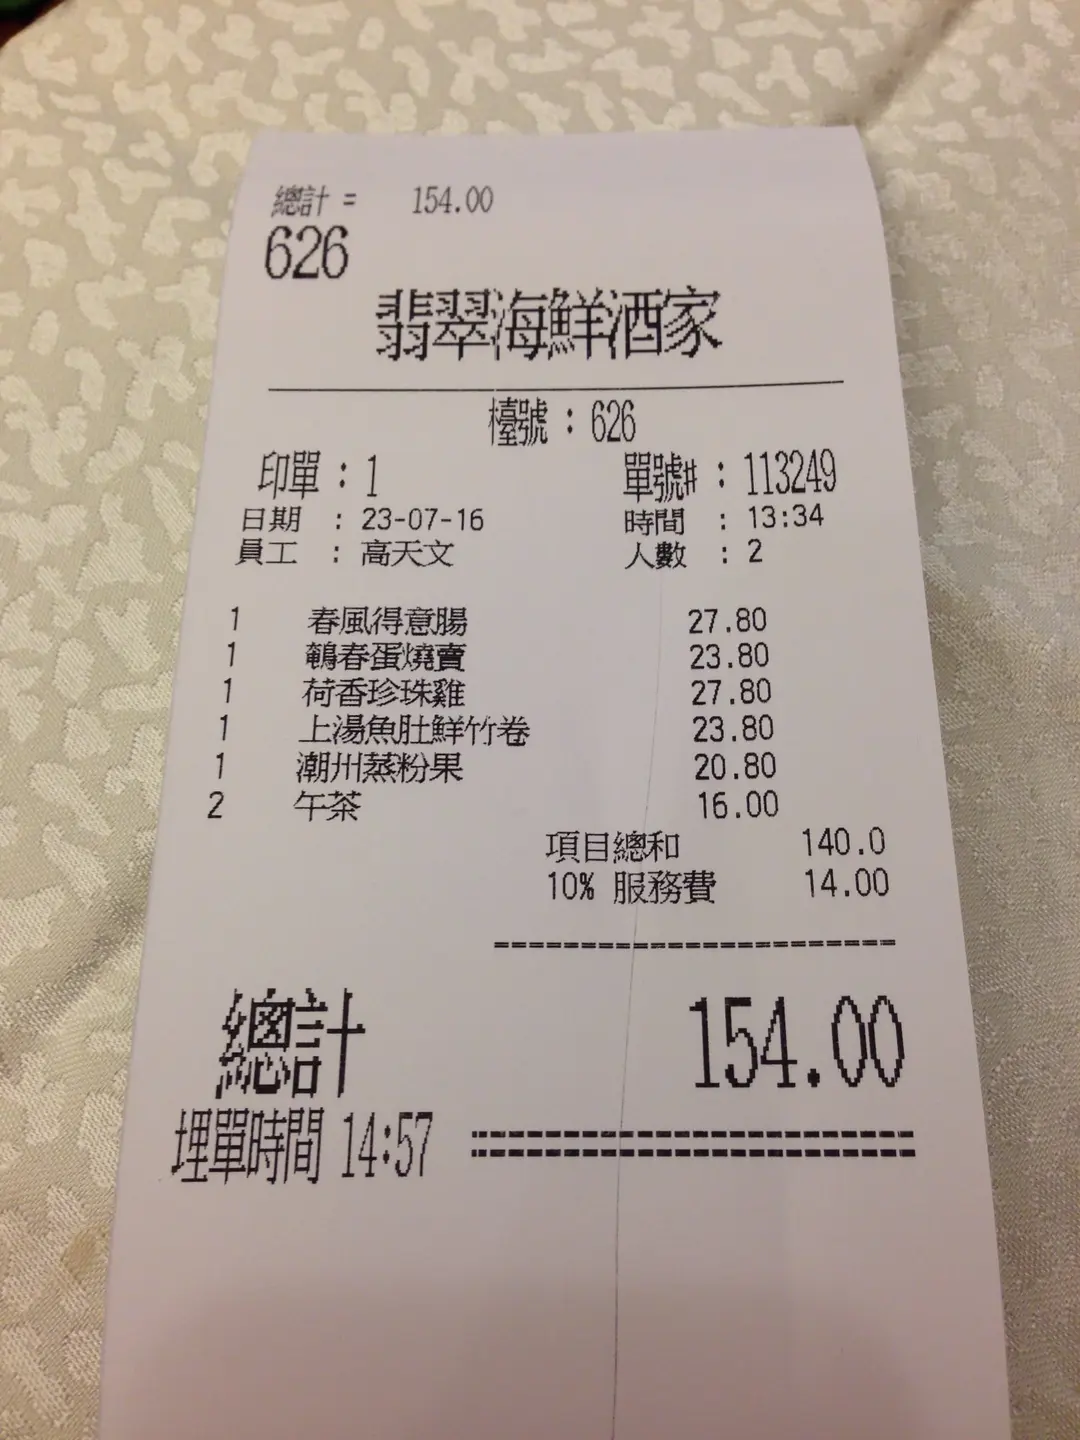 總計 = 154.00
626
翡翠海鮮酒家
檯號 : 626
印單 : 1 單號# : 113249
日期 : 23-07-16 時間 : 13:34
員工 : 高天文 人數 : 2
1 春風得意腸 27.80
1 鵪春蛋燒賣 23.80
1 荷香珍珠雞 27.80
1 上湯魚肚鮮竹卷 23.80
1 潮州蒸粉果 20.80
2 午茶 16.00
項目總和 140.0
10% 服務費 14.00
總計 154.00
埋單時間 14:57